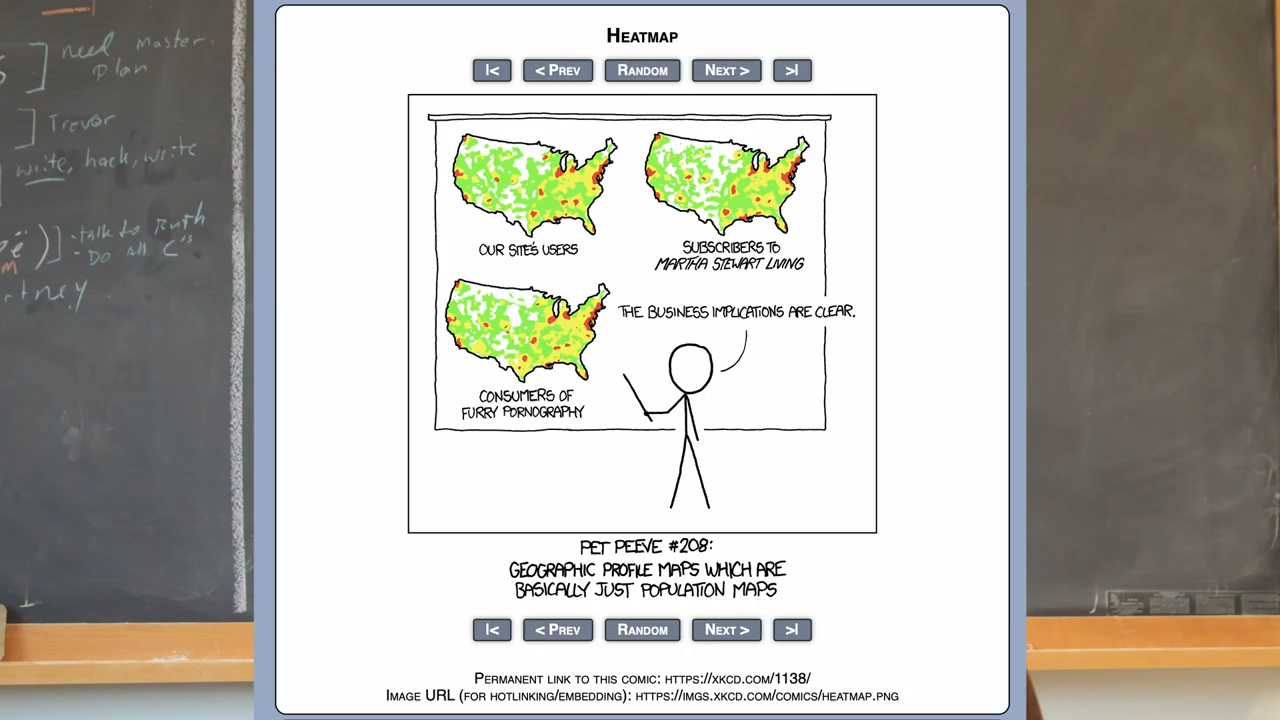 need master
plan
] Trevor
write, hack, write
- talk to Ruth
- Do all C's
HEATMAP
|<
< PREV
RANDOM
NEXT >
>|
OUR SITE'S USERS
SUBSCRIBERS TO
MARTHA STEWART LIVING
THE BUSINESS IMPLICATIONS ARE CLEAR.
CONSUMERS OF
FURRY PORNOGRAPHY
PET PEEVE #208:
GEOGRAPHIC PROFILE MAPS WHICH ARE
BASICALLY JUST POPULATION MAPS
|<
< PREV
RANDOM
NEXT >
>|
PERMANENT LINK TO THIS COMIC: HTTPS://XKCD.COM/1138/
IMAGE URL (FOR HOTLINKING/EMBEDDING): HTTPS://IMGS.XKCD.COM/COMICS/HEATMAP.PNG